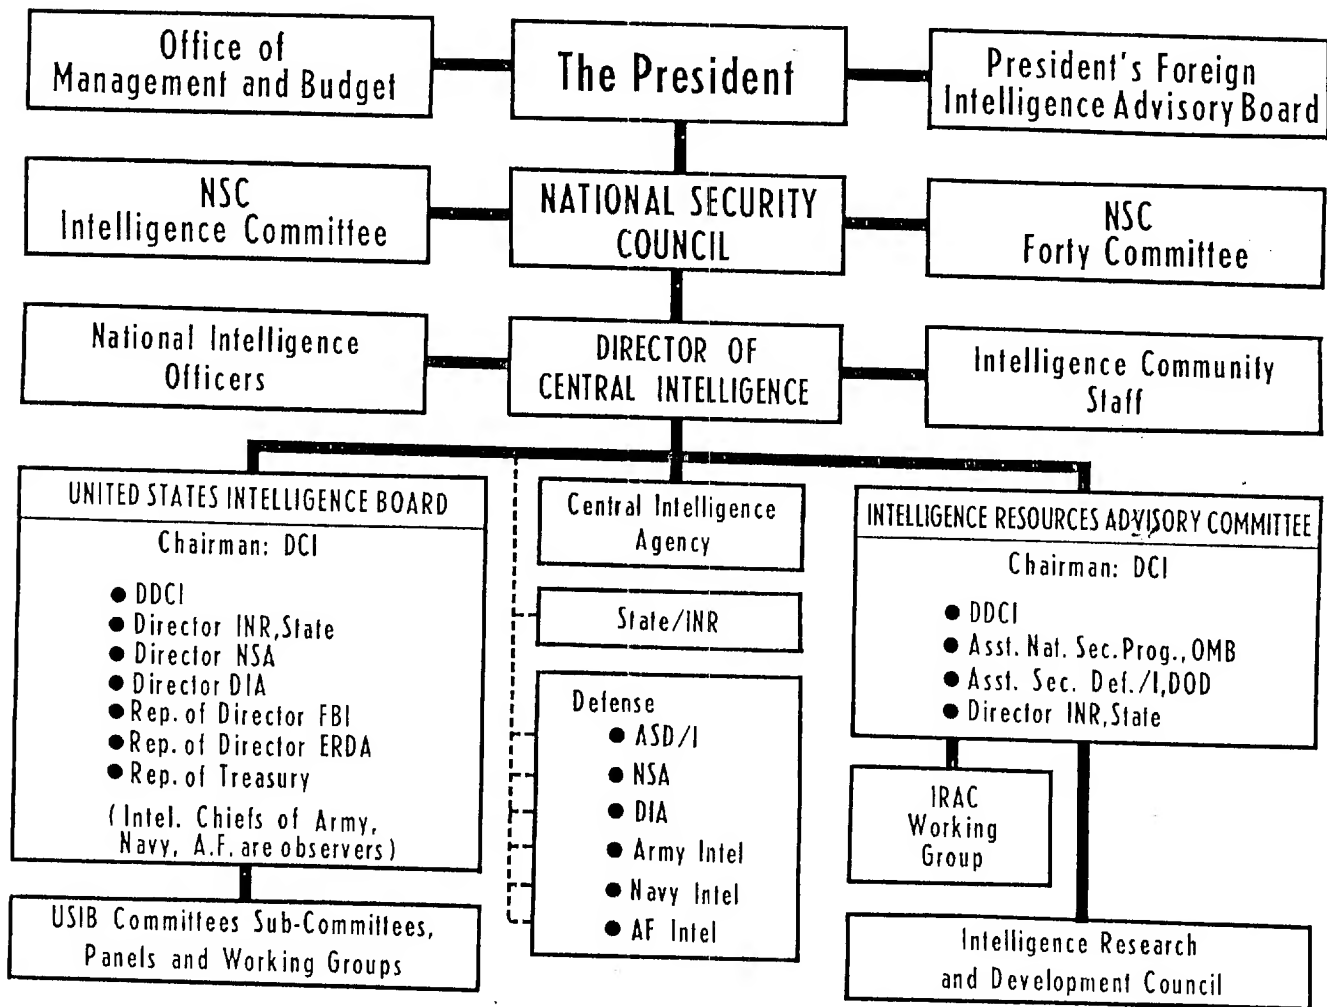 Office of
Management and Budget
The President
President's Foreign
Intelligence Advisory Board
NSC
Intelligence Committee
NATIONAL SECURITY
COUNCIL
NSC
Forty Committee
National Intelligence
Officers
DIRECTOR OF
CENTRAL INTELLIGENCE
Intelligence Community
Staff
UNITED STATES INTELLIGENCE BOARD
Chairman: DCI
● DDCI
● Director INR,State
● Director NSA
● Director DIA
● Rep. of Director FBI
● Rep. of Director ERDA
● Rep. of Treasury
(Intel. Chiefs of Army,
Navy, A.F. are observers)
USIB Committees Sub-Committees,
Panels and Working Groups
Central Intelligence
Agency
State/INR
Defense
● ASD/I
● NSA
● DIA
● Army Intel
● Navy Intel
● AF Intel
INTELLIGENCE RESOURCES ADVISORY COMMITTEE
Chairman: DCI
● DDCI
● Asst. Nat. Sec. Prog., OMB
● Asst. Sec. Def./I, DOD
● Director INR,State
IRAC
Working
Group
Intelligence Research
and Development Council